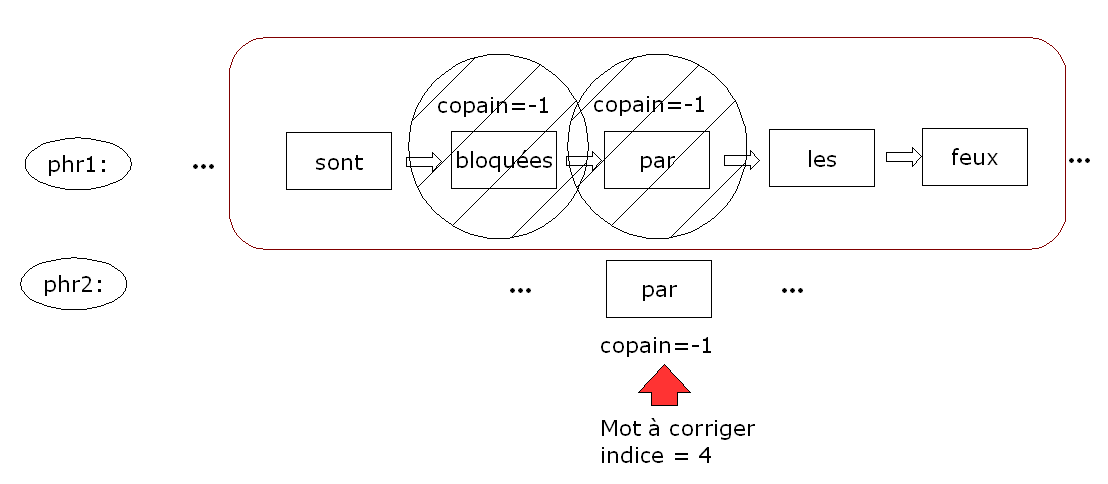 copain=-1 copain=-1
phr1: ... sont bloquées par les feux ...
phr2: ... par ...
copain=-1
Mot à corriger
indice = 4